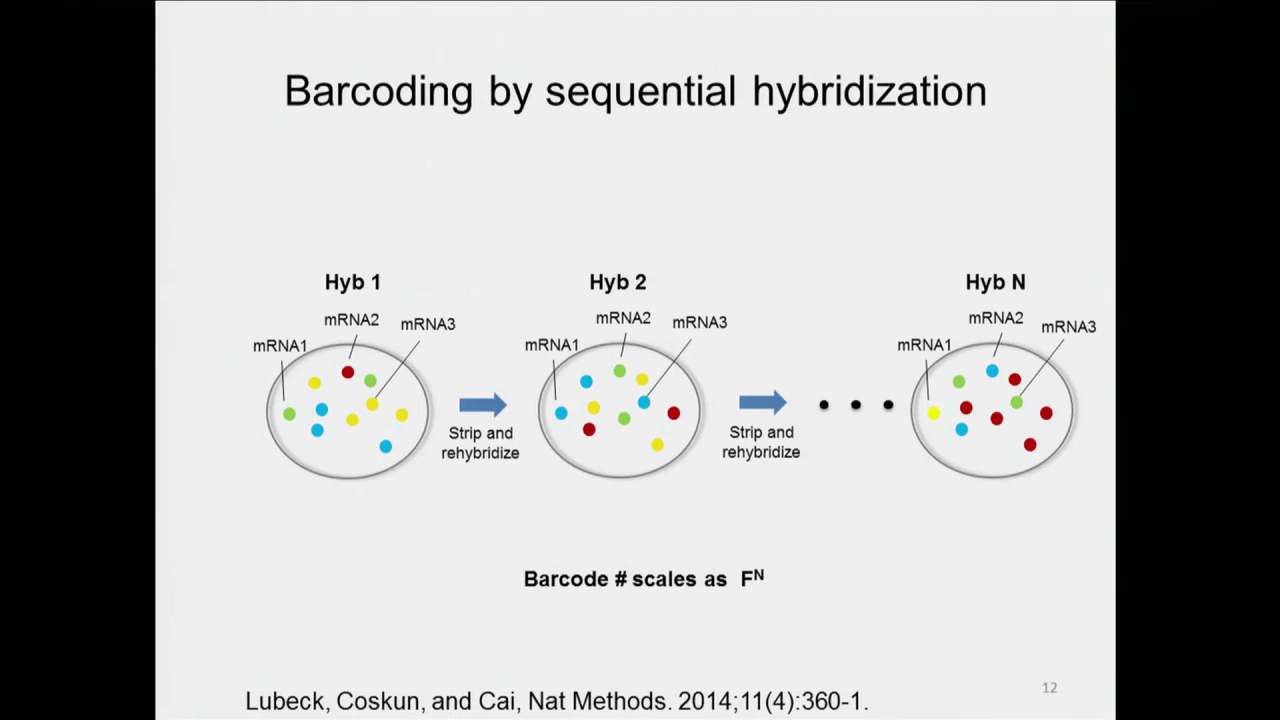 Barcoding by sequential hybridization
Hyb 1
Hyb 2
Hyb N
mRNA1
mRNA2
mRNA3
mRNA1
mRNA2
mRNA3
mRNA1
mRNA2
mRNA3
Strip and
rehybridize
Strip and
rehybridize
Barcode # scales as Fᴺ
12
Lubeck, Coskun, and Cai, Nat Methods. 2014;11(4):360-1.